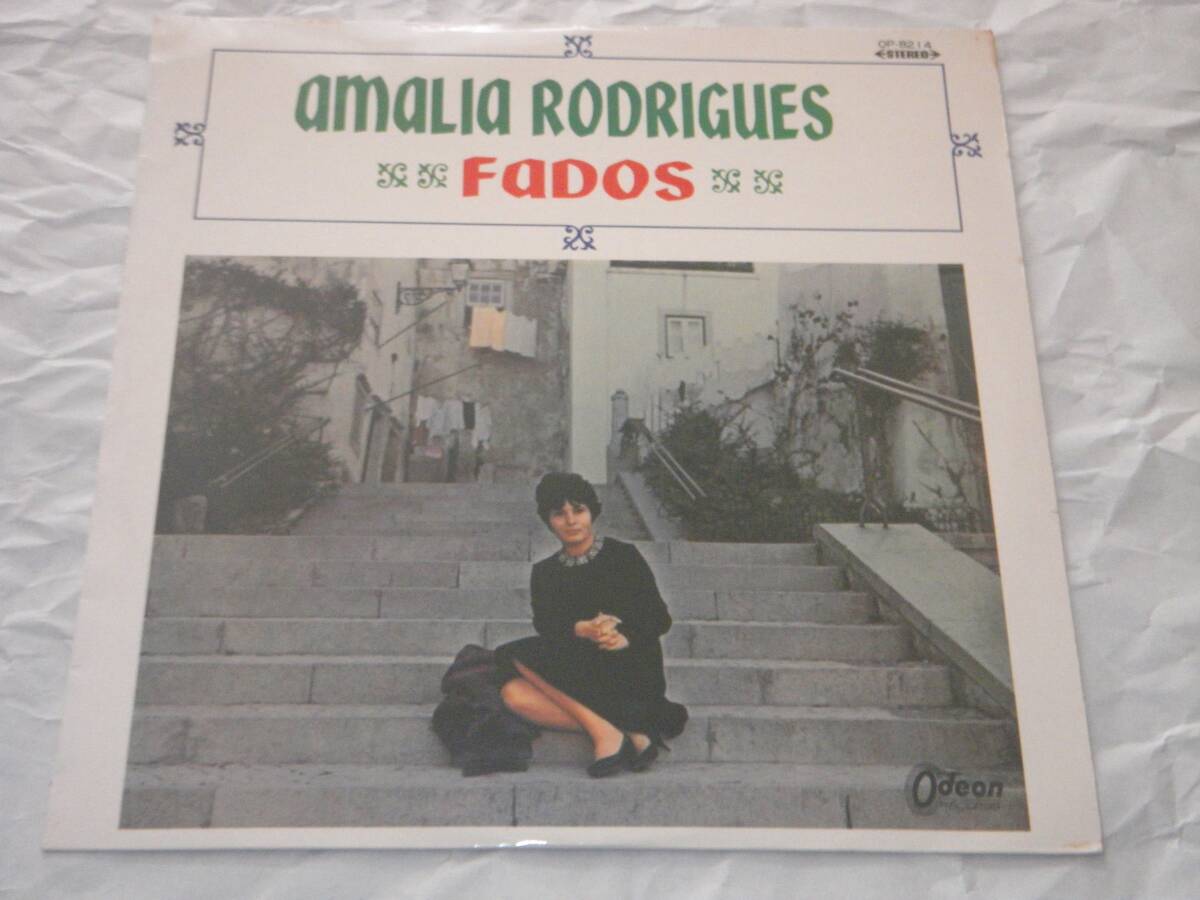 OP-8214
STEREO
amalia RODRIGUES
FaDOS
Odeon